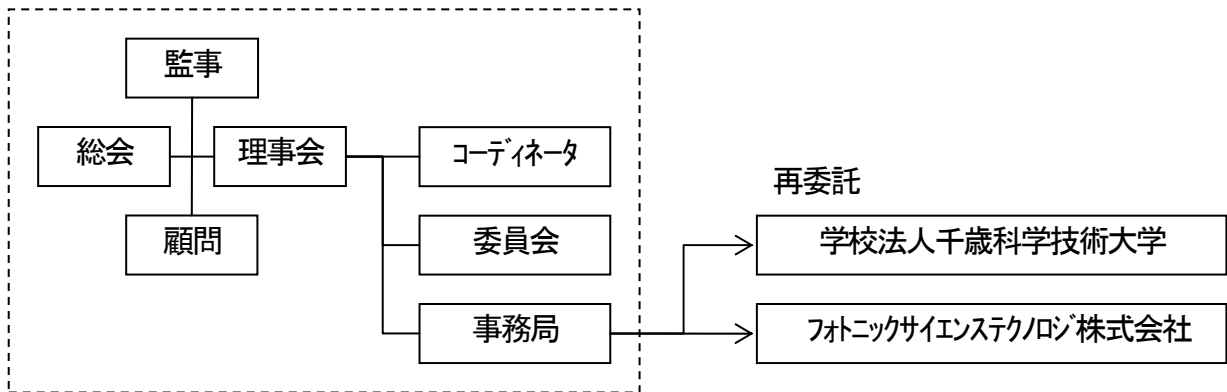 監事
総会
理事会
コーディネータ
再委託
顧問
委員会
学校法人千歳科学技術大学
事務局
フォトニックサイエンステクノロジ株式会社